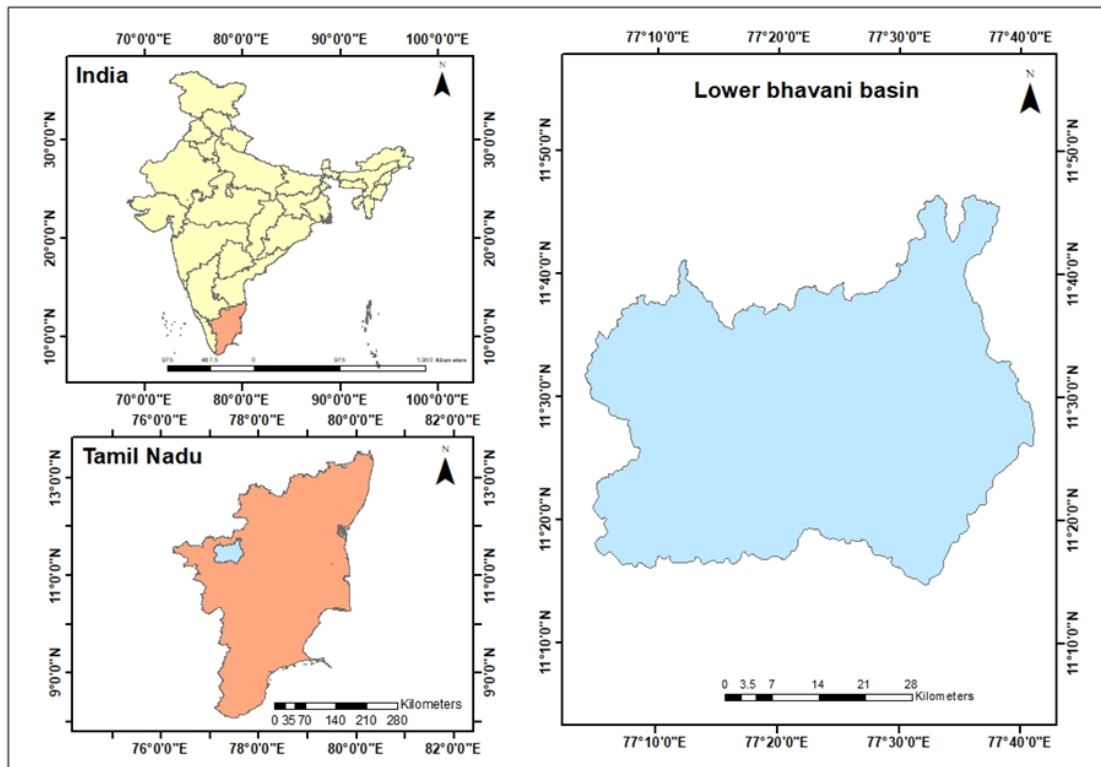 70°0'0"E 80°0'0"E 90°0'0"E 100°0'0"E
India
N
30°0'0"N
20°0'0"N
10°0'0"N
30°0'0"N
20°0'0"N
10°0'0"N
975 487.5 0 975 1,950 Kilometers
70°0'0"E 80°0'0"E 90°0'0"E 100°0'0"E
76°0'0"E 78°0'0"E 80°0'0"E 82°0'0"E
Tamil Nadu
N
13°0'0"N
11°0'0"N
9°0'0"N
13°0'0"N
11°0'0"N
9°0'0"N
Kilometers
0 35 70 140 210 280
76°0'0"E 78°0'0"E 80°0'0"E 82°0'0"E
77°10'0"E 77°20'0"E 77°30'0"E 77°40'0"E
Lower bhavani basin
N
11°50'0"N
11°40'0"N
11°30'0"N
11°20'0"N
11°10'0"N
11°50'0"N
11°40'0"N
11°30'0"N
11°20'0"N
11°10'0"N
0 3.5 7 14 21 28
Kilometers
77°10'0"E 77°20'0"E 77°30'0"E 77°40'0"E